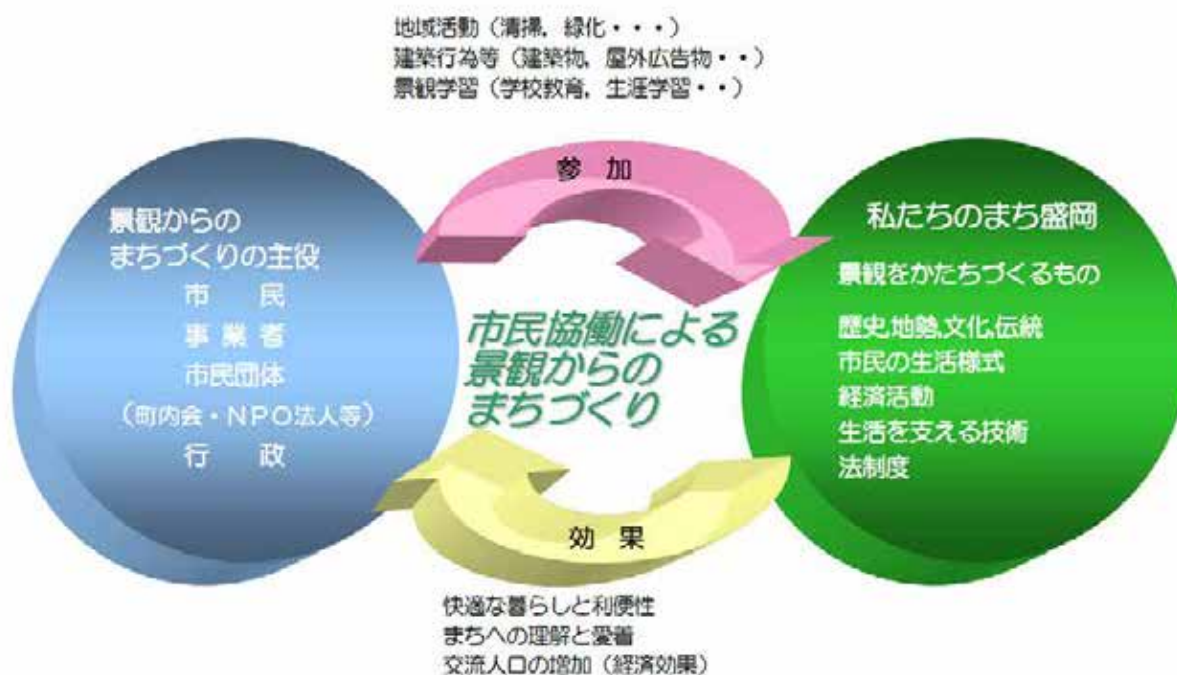 地域活動（清掃，緑化・・・）
建築行為等（建築物，屋外広告物・・）
景観学習（学校教育，生涯学習・・）
参　加
景観からの
まちづくりの主役
市　　民
事 業 者
市民団体
（町内会・ＮＰＯ法人等）
行　　政
市民協働による
景観からの
まちづくり
私たちのまち盛岡
景観をかたちづくるもの
歴史,地勢,文化,伝統
市民の生活様式
経済活動
生活を支える技術
法制度
効　果
快適な暮らしと利便性
まちへの理解と愛着
交流人口の増加（経済効果）